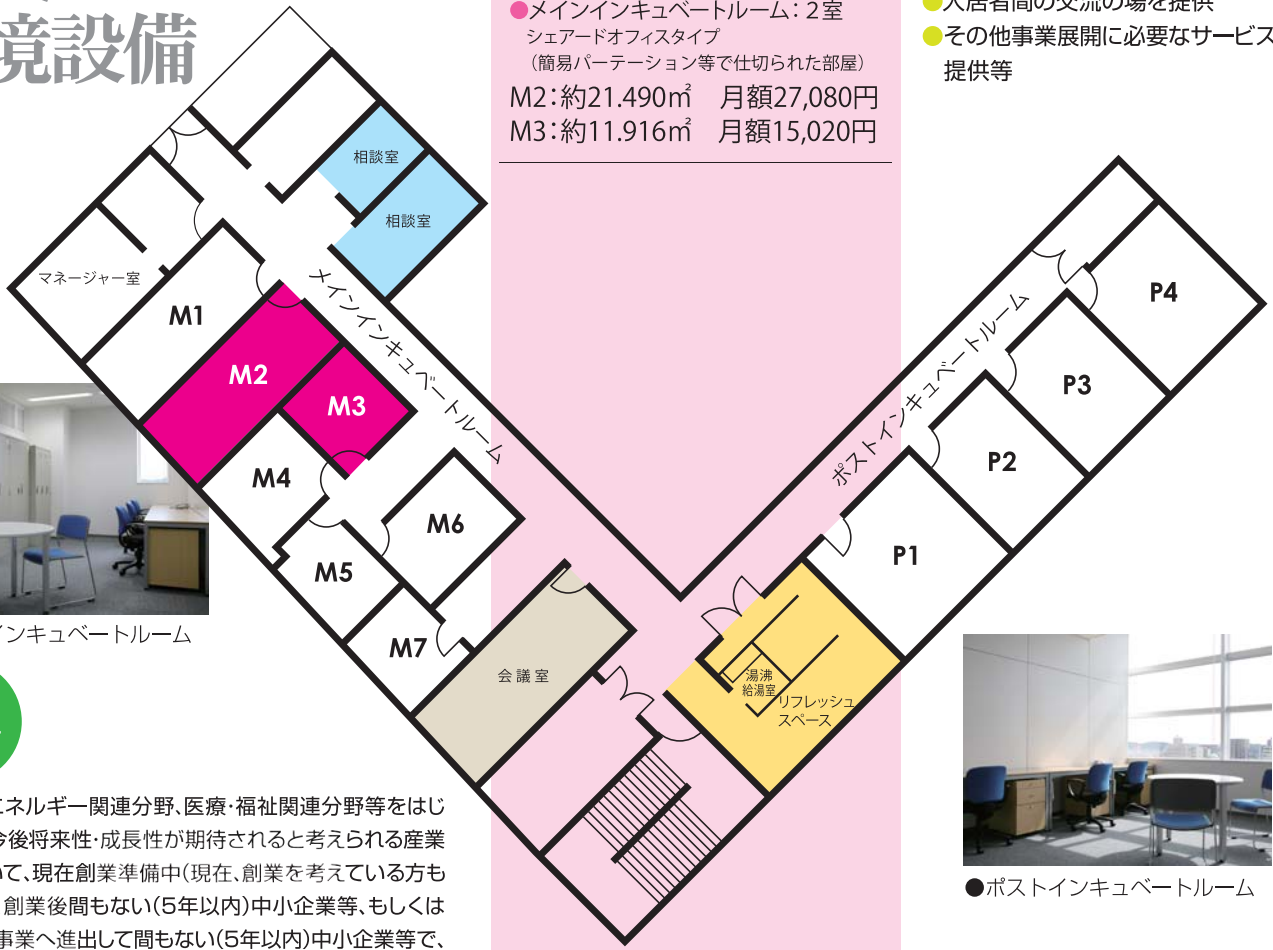 境設備
●メインインキュベートルーム：２室
シェアードオフィスタイプ
（簡易パーテーション等で仕切られた部屋）
M2：約21.490㎡　月額27,080円
M3：約11.916㎡　月額15,020円
●入居者間の交流の場を提供
●その他事業展開に必要なサービス
提供等
相談室
相談室
マネージャー室
メインインキュベートルーム
M1
M2
M3
M4
M5
M6
M7
会議室
ポストインキュベートルーム
P4
P3
P2
P1
湯沸
給湯室
リフレッシュ
スペース
インキュベートルーム
エネルギー関連分野、医療・福祉関連分野等をはじ
今後将来性・成長性が期待されると考えられる産業
いて、現在創業準備中（現在、創業を考えている方も
創業後間もない（5年以内）中小企業等、もしくは
事業へ進出して間もない（5年以内）中小企業等で、
●ポストインキュベートルーム